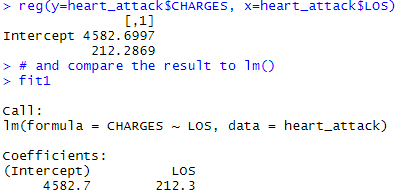 > reg(y=heart_attack$CHARGES, x=heart_attack$LOS)
[,1]
Intercept 4582.6997
212.2869
> # and compare the result to lm()
> fit1
Call:
lm(formula = CHARGES ~ LOS, data = heart_attack)
Coefficients:
(Intercept) LOS
4582.7 212.3